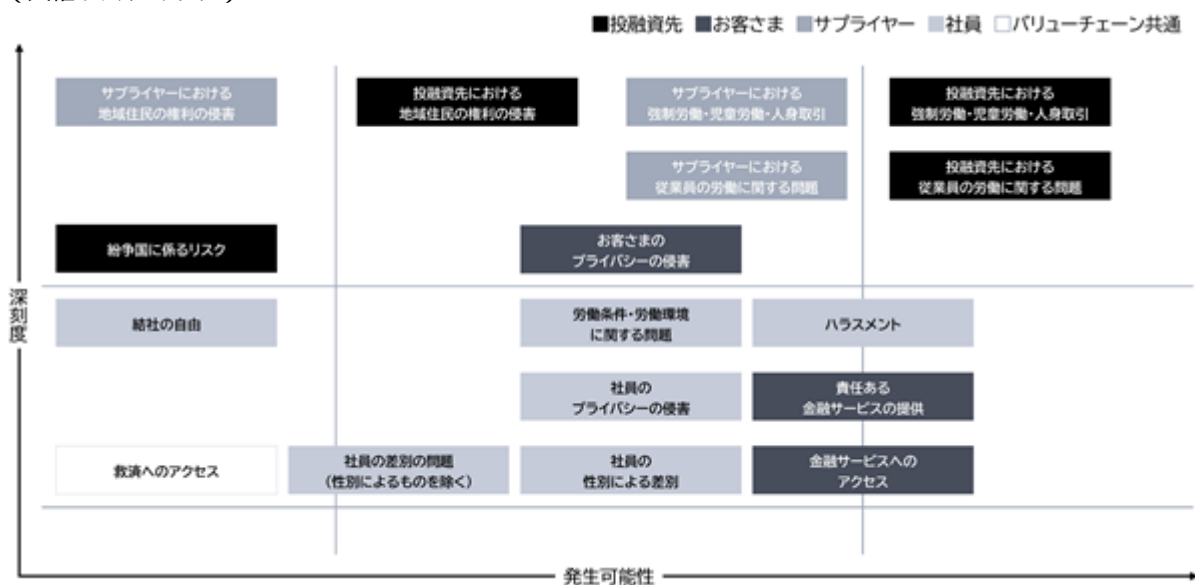 ■投融資先 ■お客さま ■サプライヤー ■社員 □バリューチェーン共通
サプライヤーにおける
地域住民の権利の侵害
投融資先における
地域住民の権利の侵害
サプライヤーにおける
強制労働・児童労働・人身取引
投融資先における
強制労働・児童労働・人身取引
サプライヤーにおける
従業員の労働に関する問題
投融資先における
従業員の労働に関する問題
紛争国に係るリスク
お客さまの
プライバシーの侵害
深刻度
結社の自由
労働条件・労働環境
に関する問題
ハラスメント
社員の
プライバシーの侵害
責任ある
金融サービスの提供
救済へのアクセス
社員の差別の問題
(性別によるものを除く)
社員の
性別による差別
金融サービスへの
アクセス
発生可能性